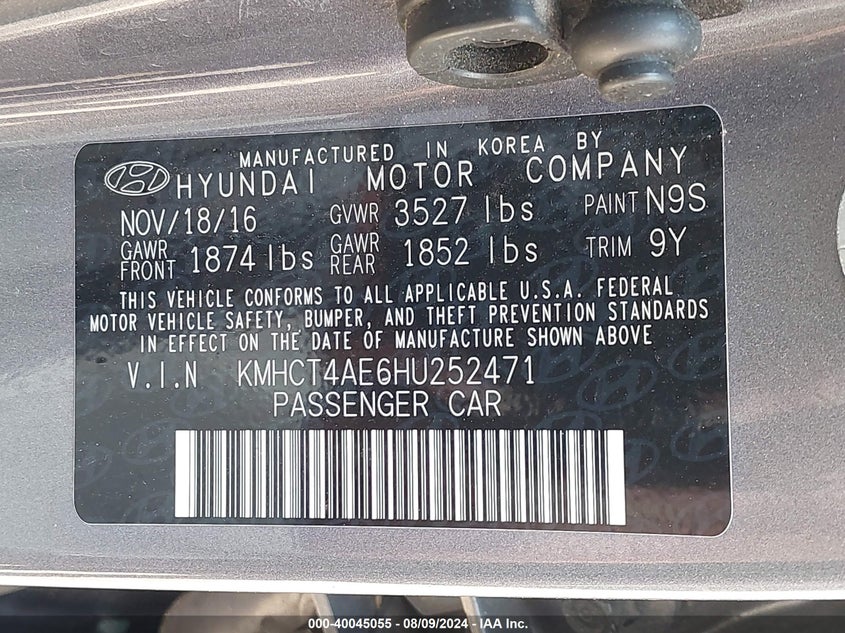 MANUFACTURED IN KOREA BY
HYUNDAI MOTOR COMPANY
NOV/18/16 GVWR 3527 lbs PAINT N9S
GAWR FRONT 1874 lbs GAWR REAR 1852 lbs TRIM 9Y
THIS VEHICLE CONFORMS TO ALL APPLICABLE U.S.A. FEDERAL
MOTOR VEHICLE SAFETY, BUMPER, AND THEFT PREVENTION STANDARDS
IN EFFECT ON THE DATE OF MANUFACTURE SHOWN ABOVE
V.I.N KMHCT4AE6HU252471
PASSENGER CAR
000-40045055 - 08/09/2024 - IAA Inc.